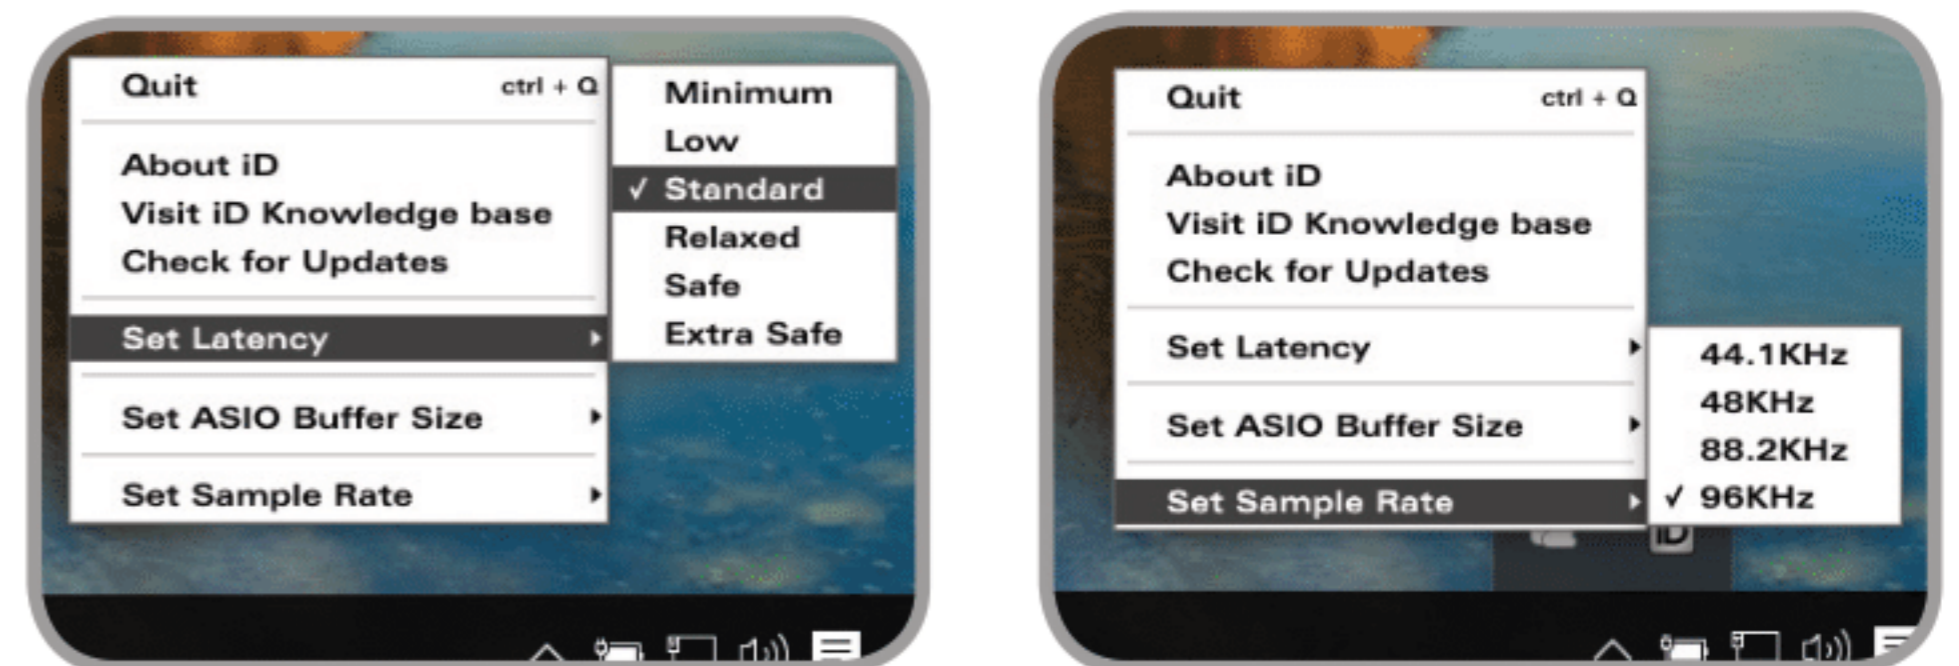 Quit ctrl + Q
About iD
Visit iD Knowledge base
Check for Updates
Set Latency
Set ASIO Buffer Size
Set Sample Rate
Minimum
Low
✓ Standard
Relaxed
Safe
Extra Safe
Quit ctrl + Q
About iD
Visit iD Knowledge base
Check for Updates
Set Latency
Set ASIO Buffer Size
Set Sample Rate
44.1KHz
48KHz
88.2KHz
✓ 96KHz
iD